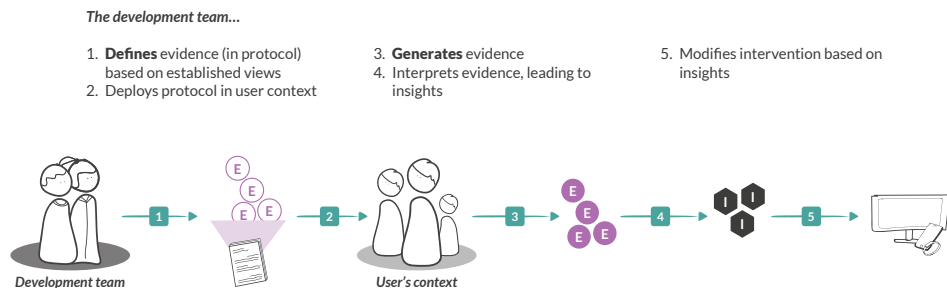 The development team...
1. Defines evidence (in protocol)
based on established views
2. Deploys protocol in user context
3. Generates evidence
4. Interprets evidence, leading to
insights
5. Modifies intervention based on
insights
E
E
E E
E
E
E E
I I
I
1
2
3
4
5
Development team
User's context